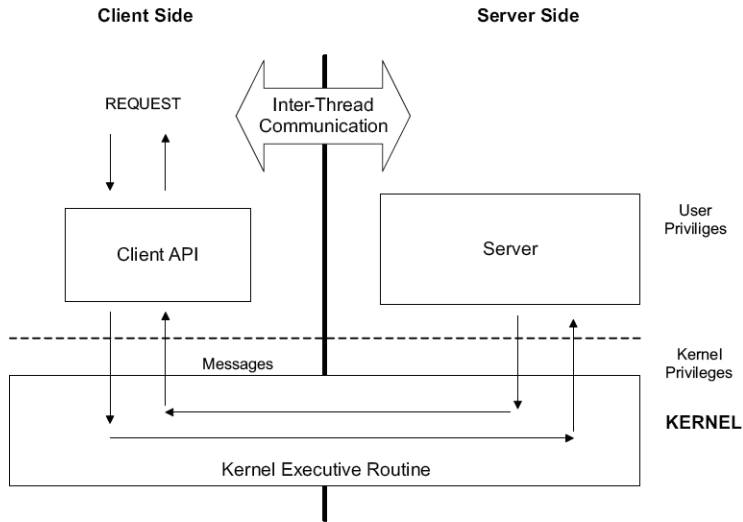 Client Side
Server Side
REQUEST
Inter-Thread
Communication
Client API
Server
User
Priviliges
Messages
Kernel
Privileges
KERNEL
Kernel Executive Routine